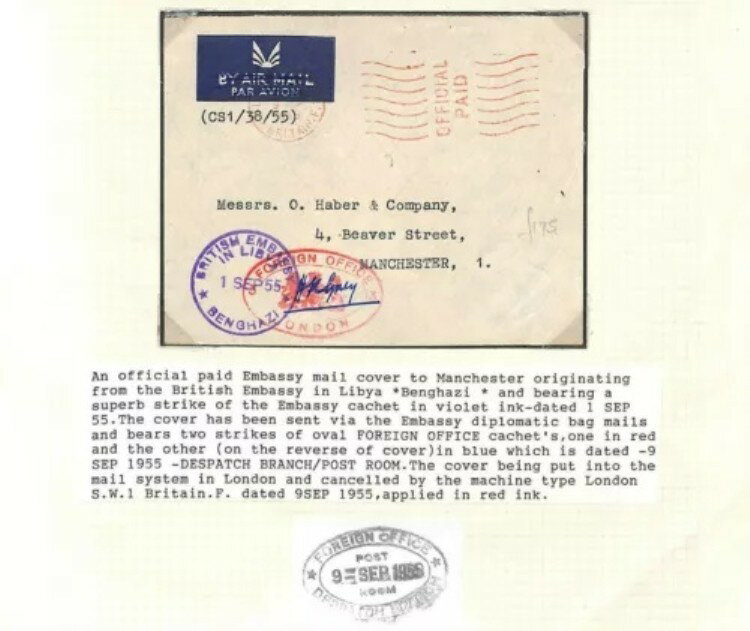 BY AIR MAIL
PAR AVION
(CS1/38/55)
OFFICIAL
PAID
BRITAIN.F.
Messrs. O. Haber & Company,
4, Beaver Street,
MANCHESTER, 1.
£175
BRITISH EMBASSY
IN LIBYA
1 SEP 55
★ BENGHAZI ★
FOREIGN OFFICE
LONDON
An official paid Embassy mail cover to Manchester originating
from the British Embassy in Libya *Benghazi * and bearing a
superb strike of the Embassy cachet in violet ink-dated 1 SEP
55.The cover has been sent via the Embassy diplomatic bag mails
and bears two strikes of oval FOREIGN OFFICE cachet's,one in red
and the other (on the reverse of cover)in blue which is dated -9
SEP 1955 -DESPATCH BRANCH/POST ROOM.The cover being put into the
mail system in London and cancelled by the machine type London
S.W.1 Britain.F. dated 9SEP 1955,applied in red ink.
★ FOREIGN OFFICE ★
POST
9-SEP 1955
ROOM
DESPATCH BRANCH